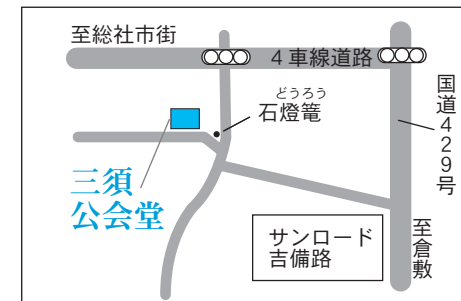 至総社市街
4車線道路
どうろう
石燈篭
国道429号
三須
公会堂
サンロード
吉備路
至倉敷